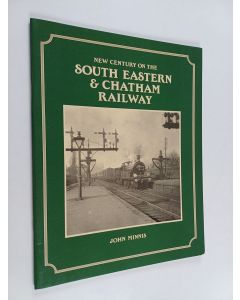 NEW CENTURY ON THE
SOUTH EASTERN
& CHATHAM
RAILWAY
JOHN MINNIS